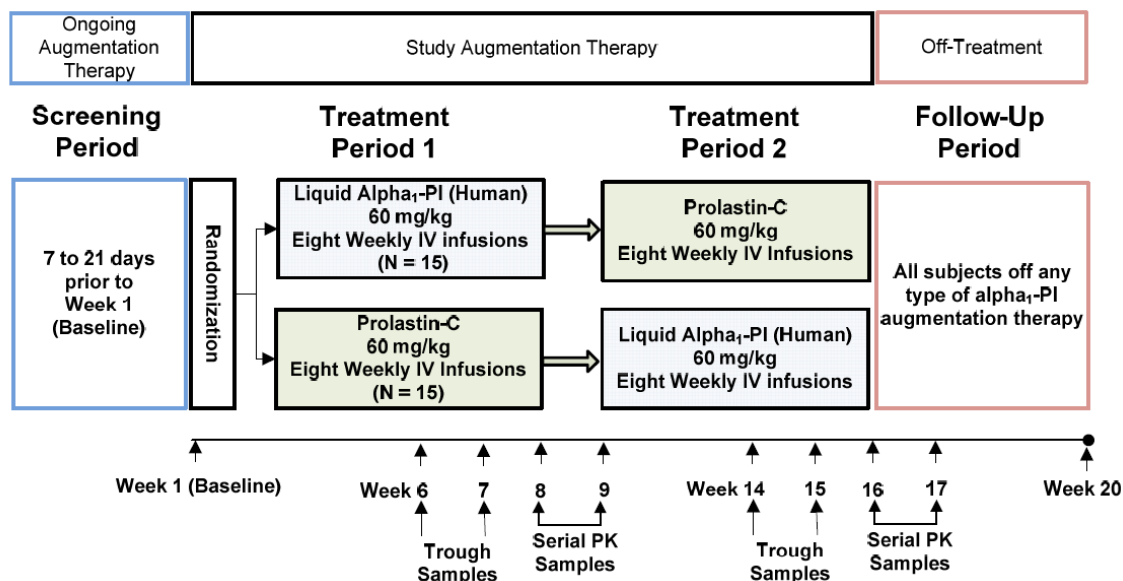 Ongoing
Augmentation
Therapy
Study Augmentation Therapy
Off-Treatment
Screening
Period
Treatment
Period 1
Treatment
Period 2
Follow-Up
Period
7 to 21 days
prior to
Week 1
(Baseline)
Randomization
Liquid Alpha₁-PI (Human)
60 mg/kg
Eight Weekly IV infusions
(N = 15)
Prolastin-C
60 mg/kg
Eight Weekly IV Infusions
Prolastin-C
60 mg/kg
Eight Weekly IV Infusions
(N = 15)
Liquid Alpha₁-PI (Human)
60 mg/kg
Eight Weekly IV infusions
All subjects off any
type of alpha₁-PI
augmentation therapy
Week 1 (Baseline)
Week 6
7
8
9
Week 14
15
16
17
Week 20
Trough
Samples
Serial PK
Samples
Trough
Samples
Serial PK
Samples